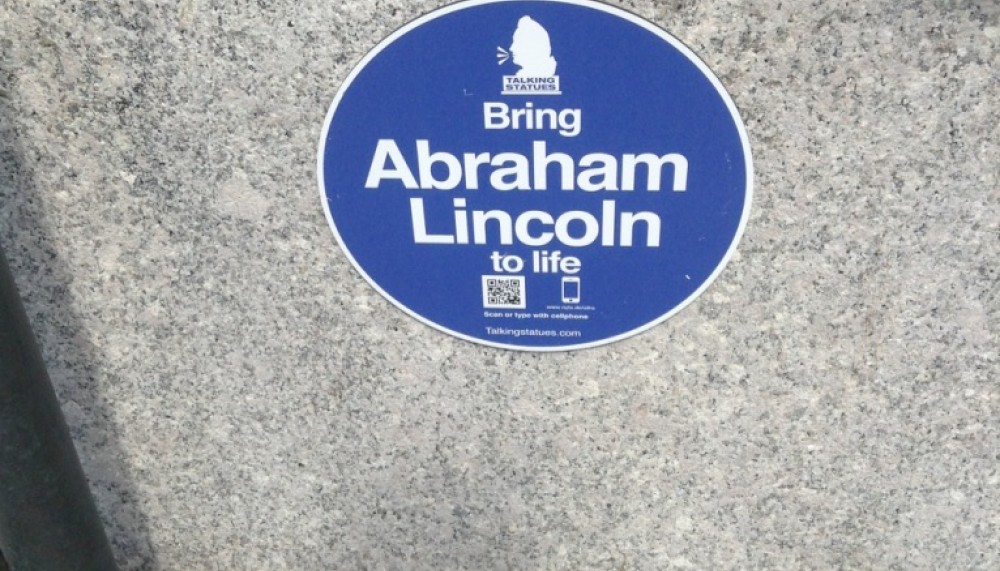 TALKING
STATUES
Bring
Abraham
Lincoln
to life
Scan or type with cellphone
Talkingstatues.com